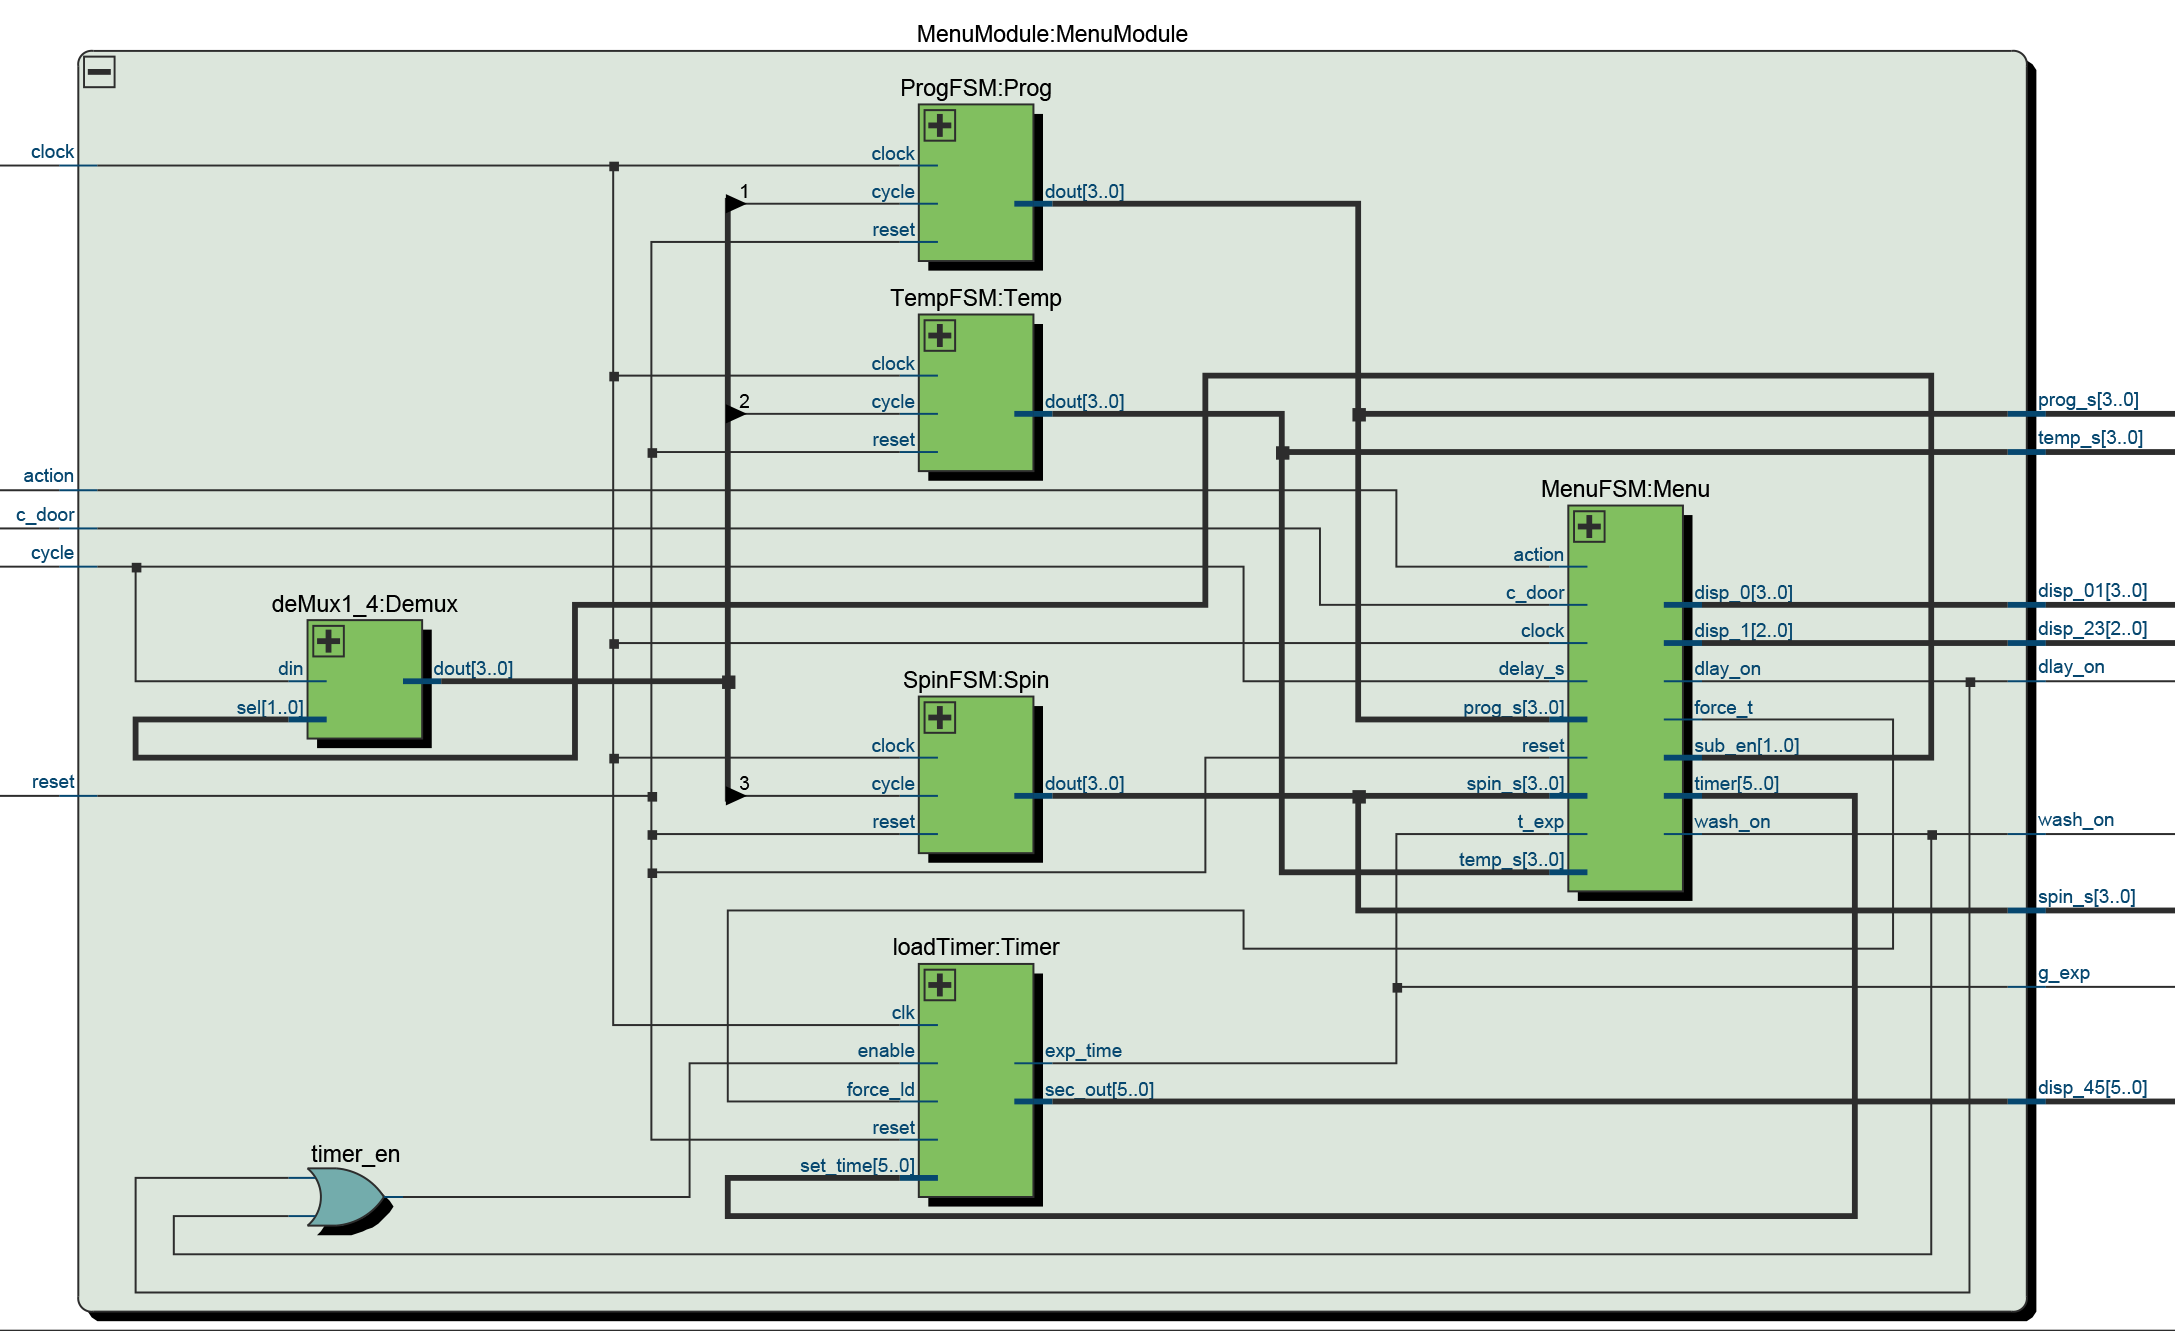 MenuModule:MenuModule
ProgFSM:Prog
clock
clock
1
cycle
dout[3..0]
reset
TempFSM:Temp
clock
2
cycle
dout[3..0]
prog_s[3..0]
reset
temp_s[3..0]
action
MenuFSM:Menu
c_door
cycle
action
deMux1_4:Demux
c_door
disp_0[3..0]
disp_01[3..0]
clock
disp_1[2..0]
disp_23[2..0]
din
dout[3..0]
SpinFSM:Spin
delay_s
dlay_on
dlay_on
sel[1..0]
prog_s[3..0]
force_t
clock
reset
sub_en[1..0]
reset
3
cycle
dout[3..0]
spin_s[3..0]
timer[5..0]
reset
t_exp
wash_on
wash_on
temp_s[3..0]
spin_s[3..0]
loadTimer:Timer
g_exp
clk
enable
exp_time
force_ld
sec_out[5..0]
disp_45[5..0]
reset
timer_en
set_time[5..0]